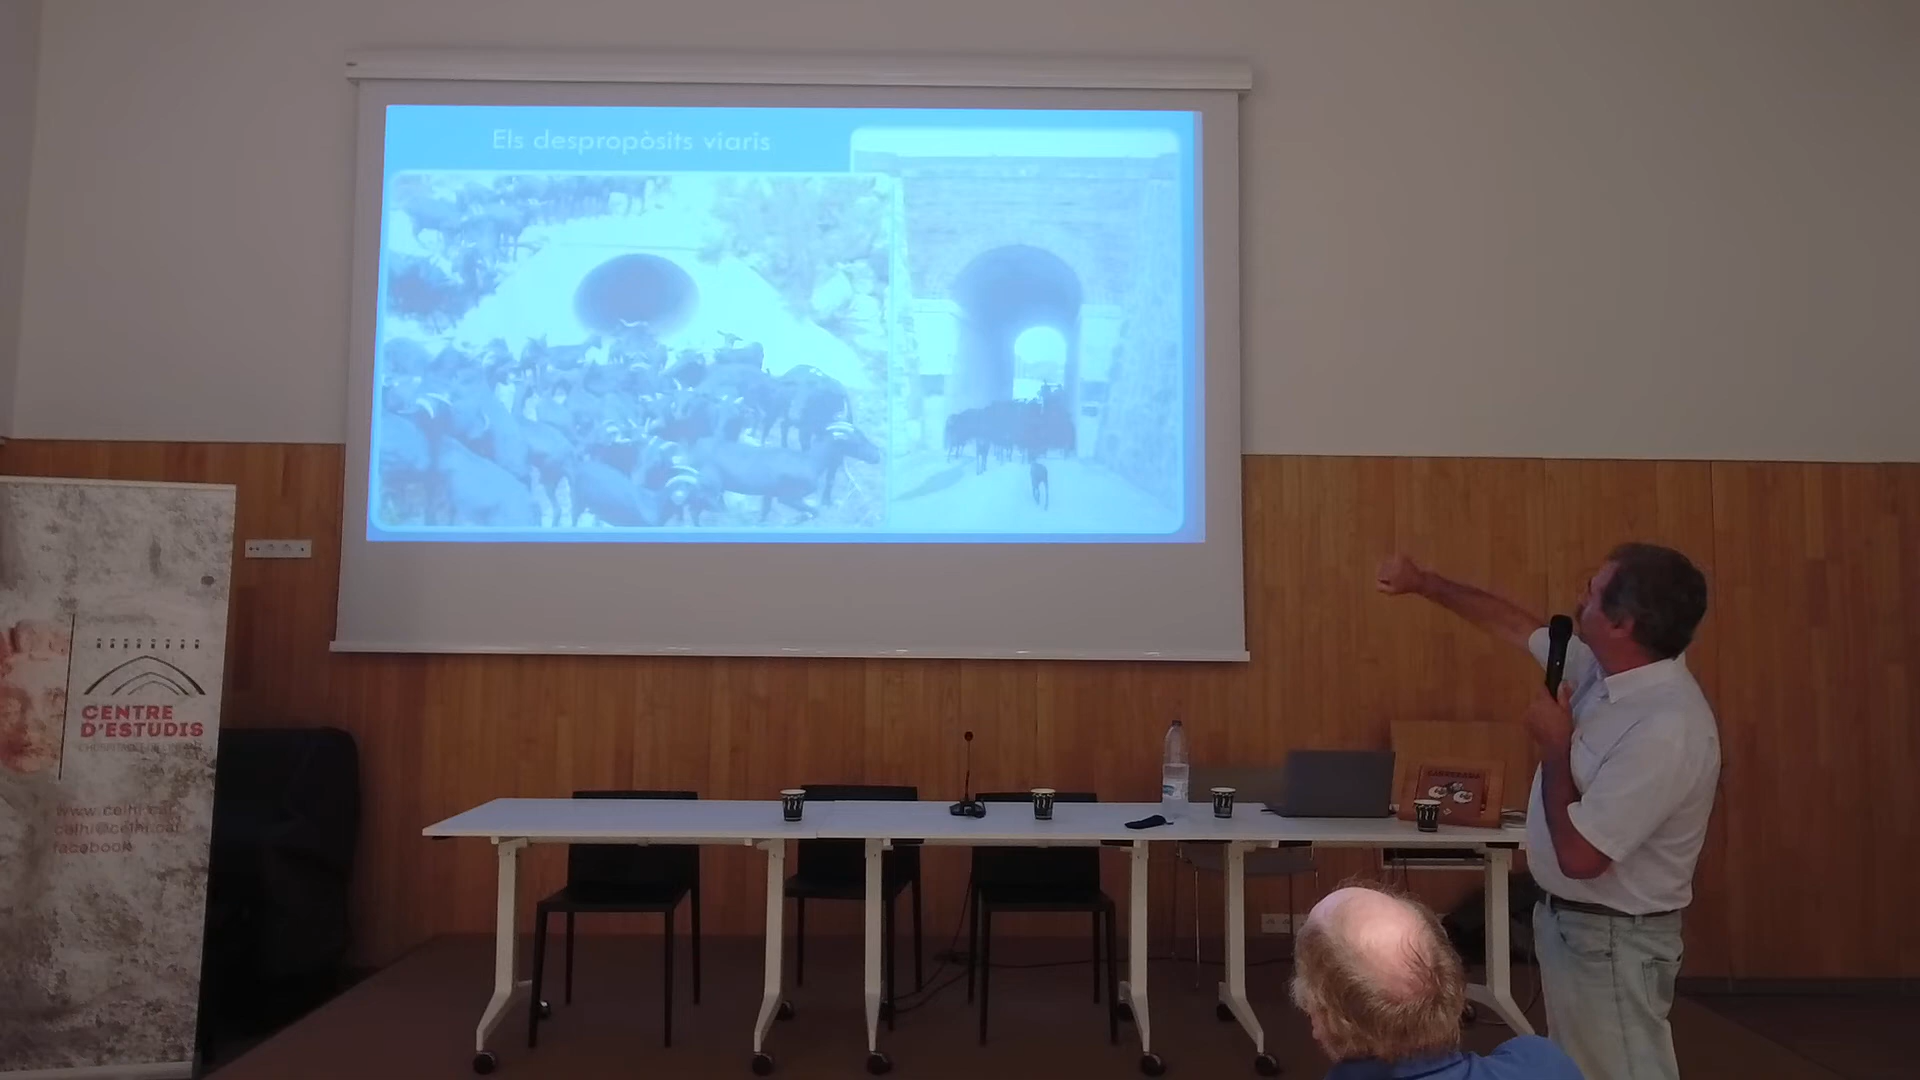 Els despropòsits viaris
CENTRE
D'ESTUDIS
www.celhi.cat
celhi@celhi.cat
facebook